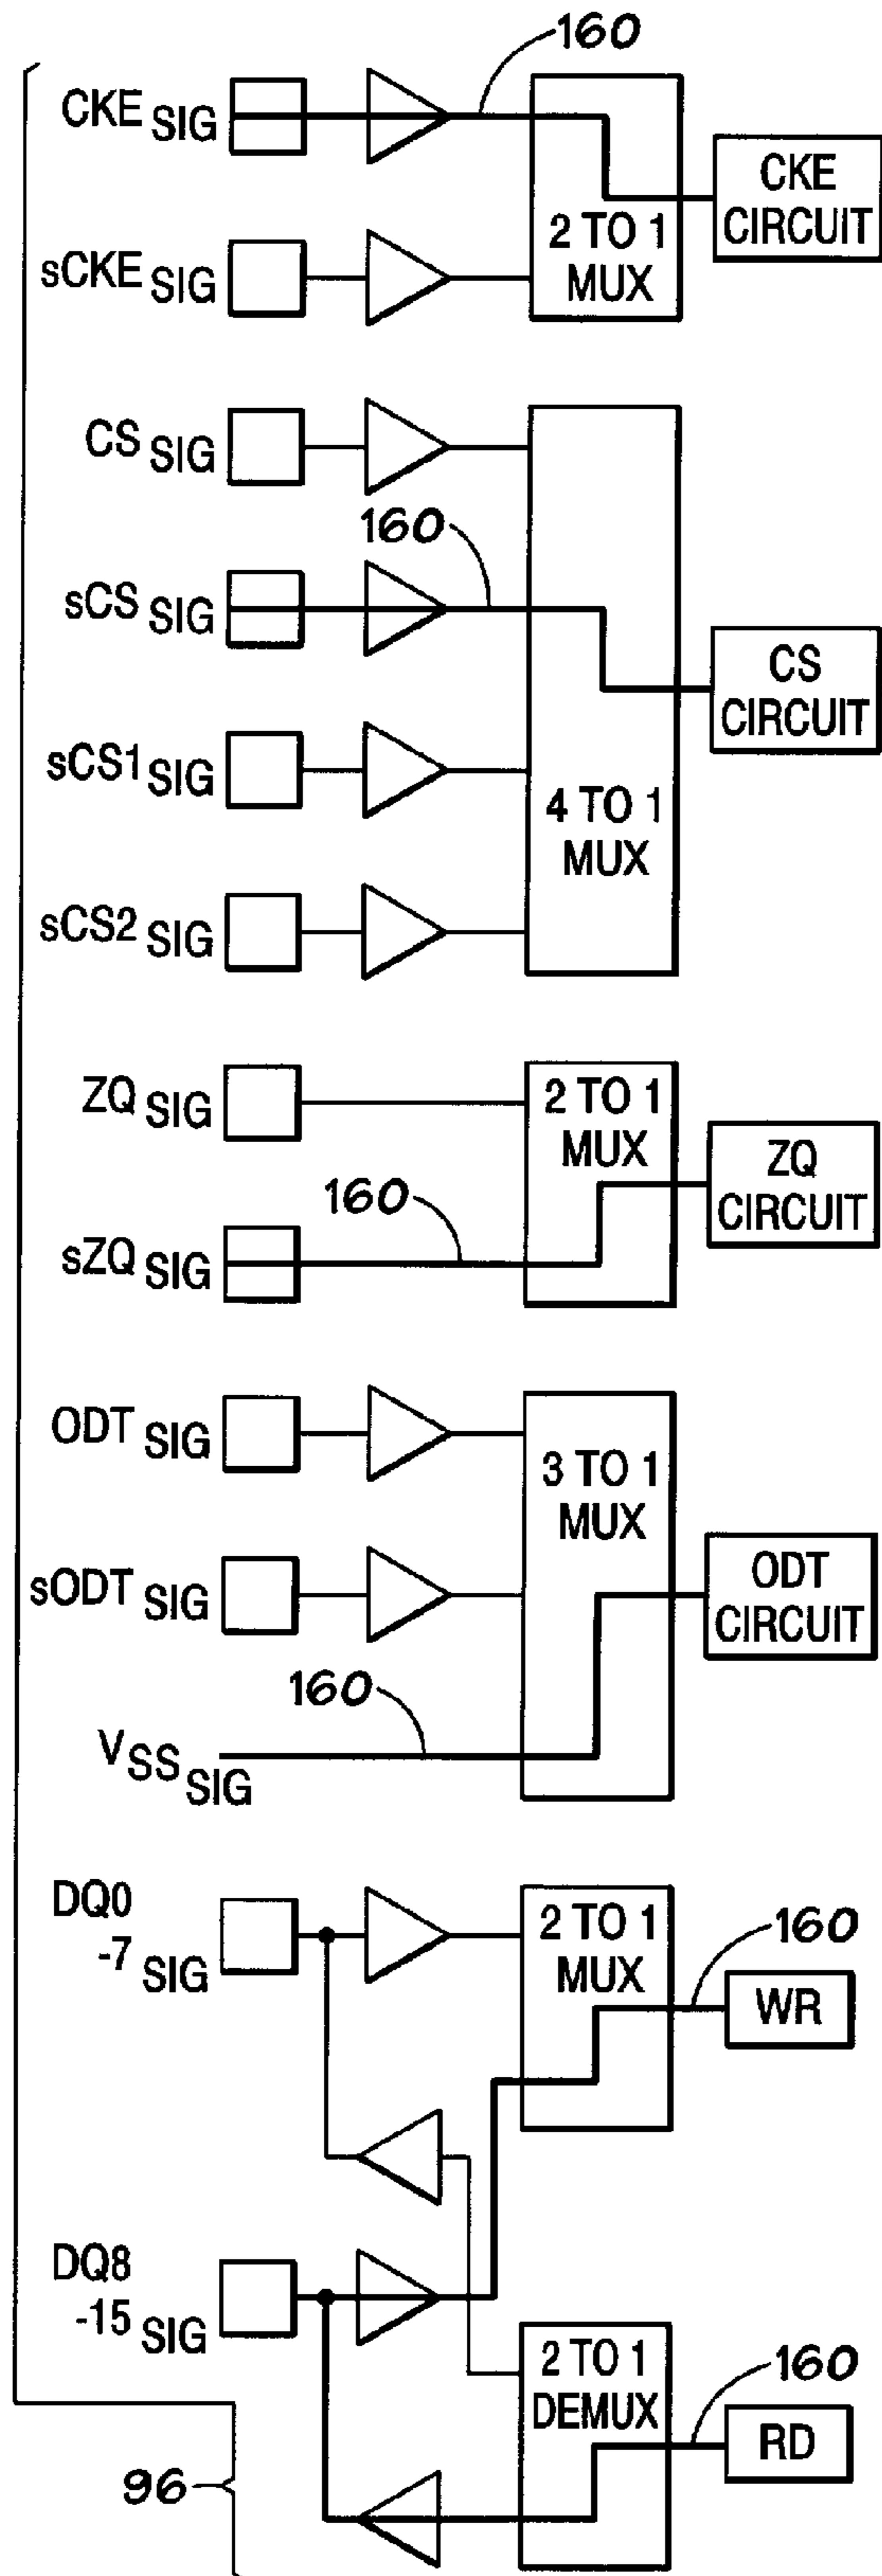 160
CKE SIG
CKE
CIRCUIT
2 TO 1
MUX
sCKE SIG
CS SIG
160
sCS SIG
CS
CIRCUIT
sCS1 SIG
4 TO 1
MUX
sCS2 SIG
ZQ SIG
2 TO 1
MUX
ZQ
CIRCUIT
160
sZQ SIG
ODT SIG
3 TO 1
MUX
sODT SIG
ODT
CIRCUIT
160
VSS SIG
DQ0
-7 SIG
2 TO 1
MUX
160
WR
DQ8
-15 SIG
2 TO 1
DEMUX
160
RD
96